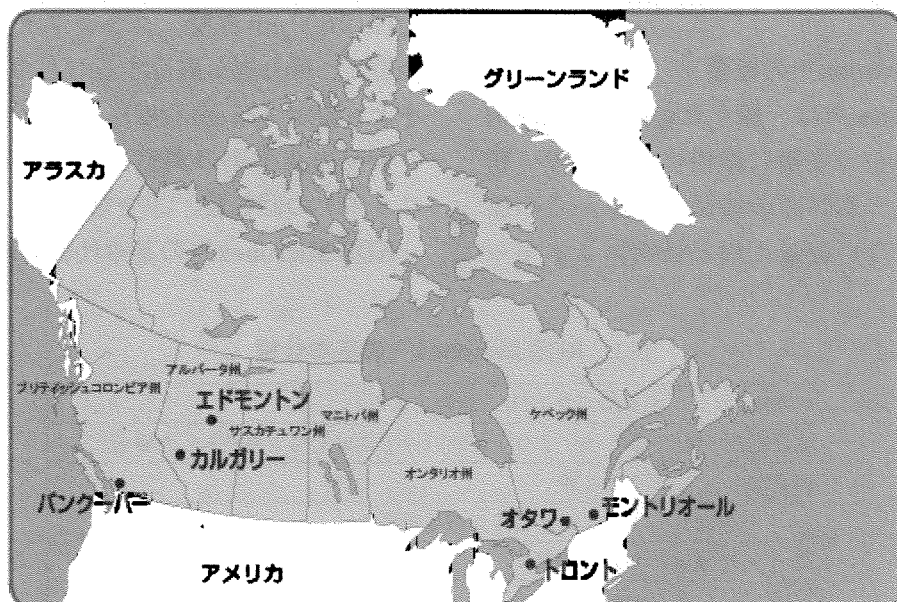 グリーンランド
アラスカ
アルバータ州
ブリティッシュコロンビア州
エドモントン
マニトバ州
ケベック州
サスカチュワン州
カルガリー
オンタリオ州
バンクーバー
オタワ
モントリオール
アメリカ
トロント